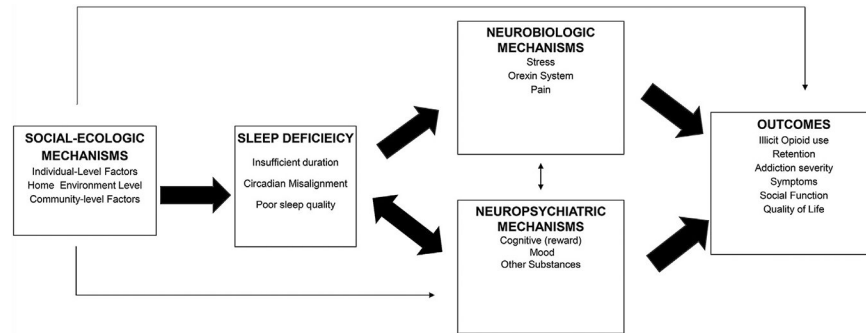 SOCIAL-ECOLOGIC
MECHANISMS
Individual-Level Factors
Home Environment Level
Community-level Factors
SLEEP DEFICIEICY
Insufficient duration
Circadian Misalignment
Poor sleep quality
NEUROBIOLOGIC
MECHANISMS
Stress
Orexin System
Pain
NEUROPSYCHIATRIC
MECHANISMS
Cognitive (reward)
Mood
Other Substances
OUTCOMES
Illicit Opioid use
Retention
Addiction severity
Symptoms
Social Function
Quality of Life